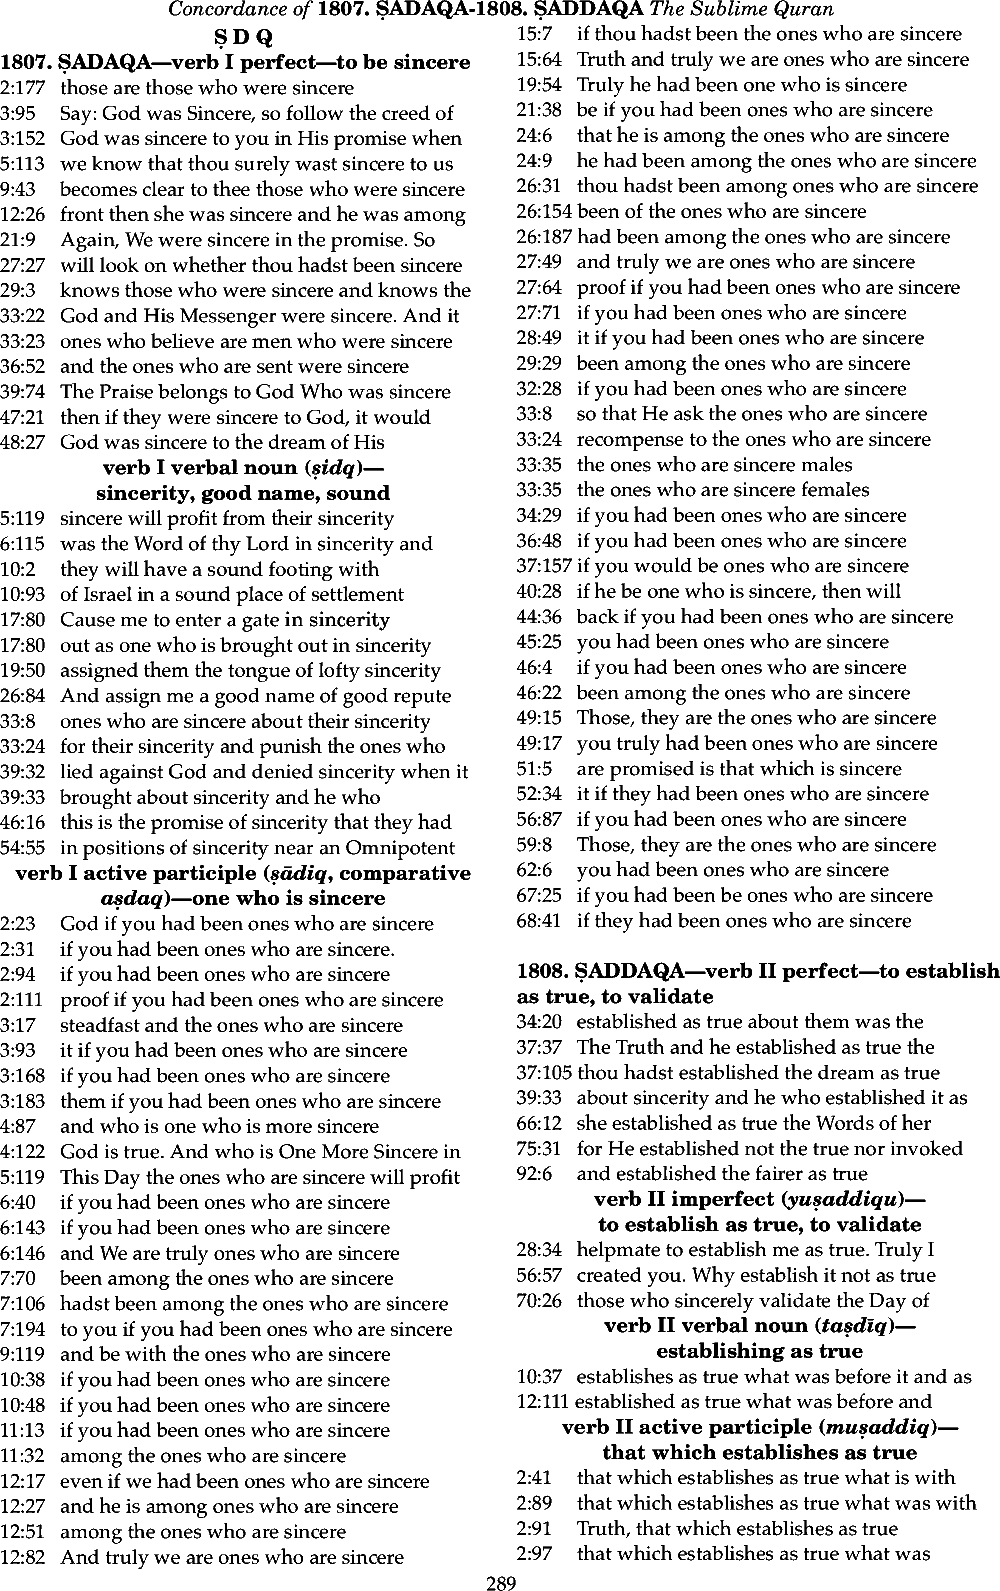 Concordance of 1807. ṢADAQA-1808. ṢADDAQA The Sublime Quran
Ṣ D Q
1807. ṢADAQA—verb I perfect—to be sincere
2:177 those are those who were sincere
3:95 Say: God was Sincere, so follow the creed of
3:152 God was sincere to you in His promise when
5:113 we know that thou surely wast sincere to us
9:43 becomes clear to thee those who were sincere
12:26 front then she was sincere and he was among
21:9 Again, We were sincere in the promise. So
27:27 will look on whether thou hadst been sincere
29:3 knows those who were sincere and knows the
33:22 God and His Messenger were sincere. And it
33:23 ones who believe are men who were sincere
36:52 and the ones who are sent were sincere
39:74 The Praise belongs to God Who was sincere
47:21 then if they were sincere to God, it would
48:27 God was sincere to the dream of His
verb I verbal noun (ṣidq)—
sincerity, good name, sound
5:119 sincere will profit from their sincerity
6:115 was the Word of thy Lord in sincerity and
10:2 they will have a sound footing with
10:93 of Israel in a sound place of settlement
17:80 Cause me to enter a gate in sincerity
17:80 out as one who is brought out in sincerity
19:50 assigned them the tongue of lofty sincerity
26:84 And assign me a good name of good repute
33:8 ones who are sincere about their sincerity
33:24 for their sincerity and punish the ones who
39:32 lied against God and denied sincerity when it
39:33 brought about sincerity and he who
46:16 this is the promise of sincerity that they had
54:55 in positions of sincerity near an Omnipotent
verb I active participle (ṣādiq, comparative
aṣdaq)—one who is sincere
2:23 God if you had been ones who are sincere
2:31 if you had been ones who are sincere.
2:94 if you had been ones who are sincere
2:111 proof if you had been ones who are sincere
3:17 steadfast and the ones who are sincere
3:93 it if you had been ones who are sincere
3:168 if you had been ones who are sincere
3:183 them if you had been ones who are sincere
4:87 and who is one who is more sincere
4:122 God is true. And who is One More Sincere in
5:119 This Day the ones who are sincere will profit
6:40 if you had been ones who are sincere
6:143 if you had been ones who are sincere
6:146 and We are truly ones who are sincere
7:70 been among the ones who are sincere
7:106 hadst been among the ones who are sincere
7:194 to you if you had been ones who are sincere
9:119 and be with the ones who are sincere
10:38 if you had been ones who are sincere
10:48 if you had been ones who are sincere
11:13 if you had been ones who are sincere
11:32 among the ones who are sincere
12:17 even if we had been ones who are sincere
12:27 and he is among ones who are sincere
12:51 among the ones who are sincere
12:82 And truly we are ones who are sincere
15:7 if thou hadst been the ones who are sincere
15:64 Truth and truly we are ones who are sincere
19:54 Truly he had been one who is sincere
21:38 be if you had been ones who are sincere
24:6 that he is among the ones who are sincere
24:9 he had been among the ones who are sincere
26:31 thou hadst been among ones who are sincere
26:154 been of the ones who are sincere
26:187 had been among the ones who are sincere
27:49 and truly we are ones who are sincere
27:64 proof if you had been ones who are sincere
27:71 if you had been ones who are sincere
28:49 it if you had been ones who are sincere
29:29 been among the ones who are sincere
32:28 if you had been ones who are sincere
33:8 so that He ask the ones who are sincere
33:24 recompense to the ones who are sincere
33:35 the ones who are sincere males
33:35 the ones who are sincere females
34:29 if you had been ones who are sincere
36:48 if you had been ones who are sincere
37:157 if you would be ones who are sincere
40:28 if he be one who is sincere, then will
44:36 back if you had been ones who are sincere
45:25 you had been ones who are sincere
46:4 if you had been ones who are sincere
46:22 been among the ones who are sincere
49:15 Those, they are the ones who are sincere
49:17 you truly had been ones who are sincere
51:5 are promised is that which is sincere
52:34 it if they had been ones who are sincere
56:87 if you had been ones who are sincere
59:8 Those, they are the ones who are sincere
62:6 you had been ones who are sincere
67:25 if you had been be ones who are sincere
68:41 if they had been ones who are sincere
1808. ṢADDAQA—verb II perfect—to establish
as true, to validate
34:20 established as true about them was the
37:37 The Truth and he established as true the
37:105 thou hadst established the dream as true
39:33 about sincerity and he who established it as
66:12 she established as true the Words of her
75:31 for He established not the true nor invoked
92:6 and established the fairer as true
verb II imperfect (yuṣaddiqu)—
to establish as true, to validate
28:34 helpmate to establish me as true. Truly I
56:57 created you. Why establish it not as true
70:26 those who sincerely validate the Day of
verb II verbal noun (taṣdīq)—
establishing as true
10:37 establishes as true what was before it and as
12:111 established as true what was before and
verb II active participle (muṣaddiq)—
that which establishes as true
2:41 that which establishes as true what is with
2:89 that which establishes as true what was with
2:91 Truth, that which establishes as true
2:97 that which establishes as true what was
289